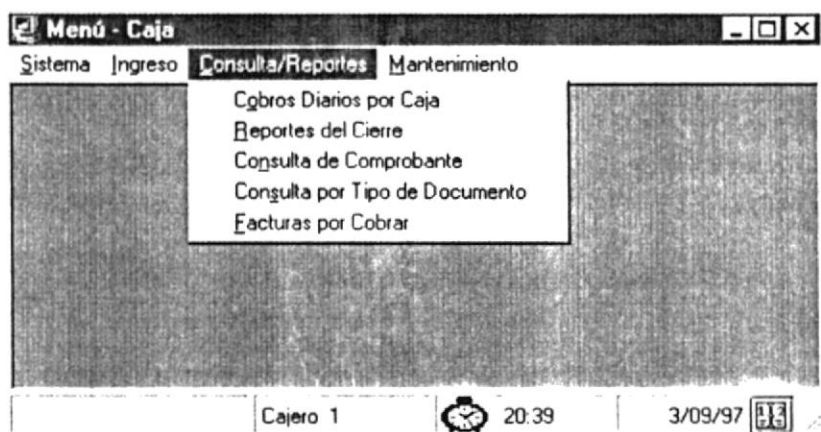 Menú - Caja
Sistema Ingreso Consulta/Reportes Mantenimiento
Cobros Diarios por Caja
Reportes del Cierre
Consulta de Comprobante
Consulta por Tipo de Documento
Facturas por Cobrar
Cajero 1 20:39 3/09/97